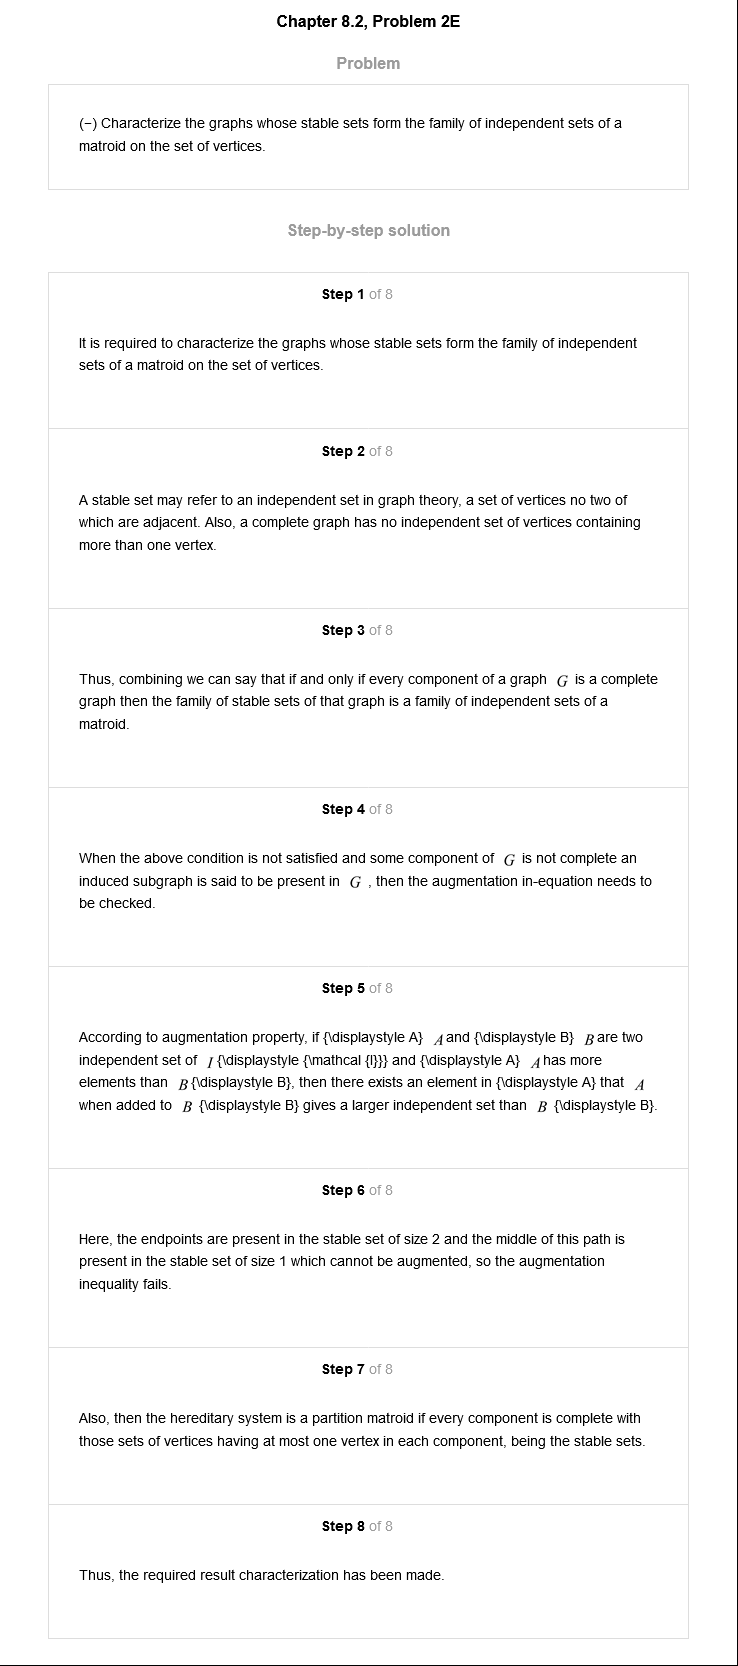 Chapter 8.2, Problem 2E
Problem
(−) Characterize the graphs whose stable sets form the family of independent sets of a
matroid on the set of vertices.
Step-by-step solution
Step 1 of 8
It is required to characterize the graphs whose stable sets form the family of independent
sets of a matroid on the set of vertices.
Step 2 of 8
A stable set may refer to an independent set in graph theory, a set of vertices no two of
which are adjacent. Also, a complete graph has no independent set of vertices containing
more than one vertex.
Step 3 of 8
Thus, combining we can say that if and only if every component of a graph G is a complete
graph then the family of stable sets of that graph is a family of independent sets of a
matroid.
Step 4 of 8
When the above condition is not satisfied and some component of G is not complete an
induced subgraph is said to be present in G , then the augmentation in-equation needs to
be checked.
Step 5 of 8
According to augmentation property, if {\displaystyle A} A and {\displaystyle B} B are two
independent set of I {\displaystyle {\mathcal {I}}} and {\displaystyle A} A has more
elements than B {\displaystyle B}, then there exists an element in {\displaystyle A} that A
when added to B {\displaystyle B} gives a larger independent set than B {\displaystyle B}.
Step 6 of 8
Here, the endpoints are present in the stable set of size 2 and the middle of this path is
present in the stable set of size 1 which cannot be augmented, so the augmentation
inequality fails.
Step 7 of 8
Also, then the hereditary system is a partition matroid if every component is complete with
those sets of vertices having at most one vertex in each component, being the stable sets.
Step 8 of 8
Thus, the required result characterization has been made.